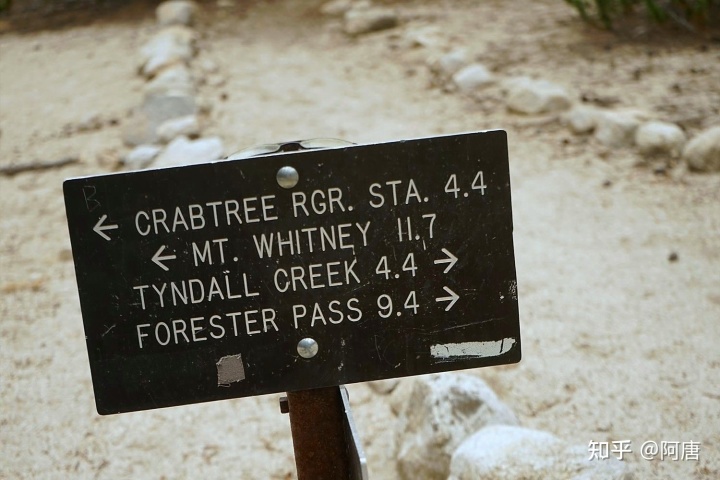 ← CRABTREE RGR. STA. 4.4
← MT. WHITNEY 11.7
TYNDALL CREEK 4.4 →
FORESTER PASS 9.4 →
知乎 @阿唐